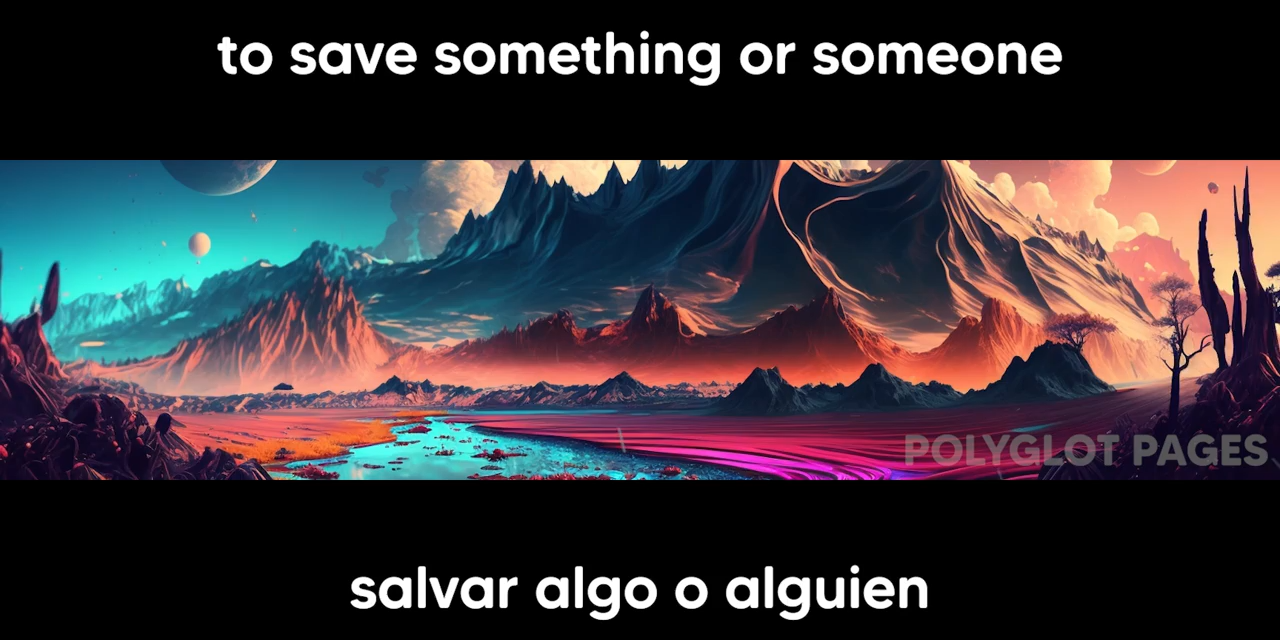 to save something or someone
POLYGLOT PAGES
salvar algo o alguien